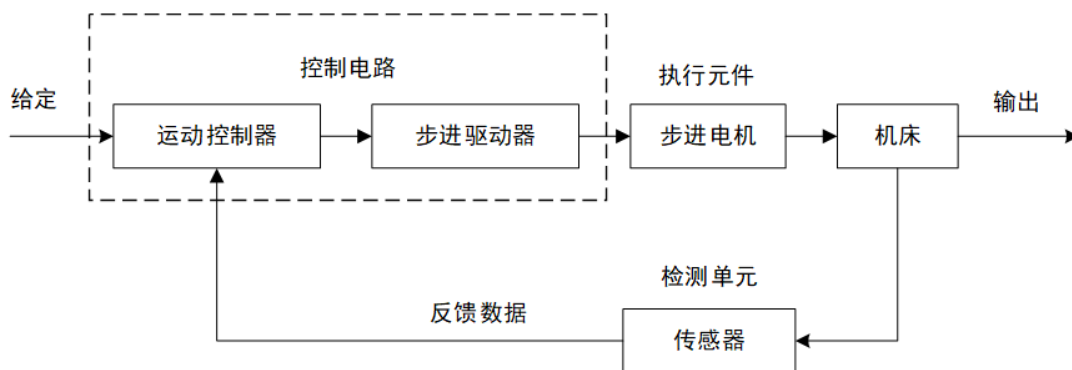 控制电路
执行元件
给定
输出
运动控制器
步进驱动器
步进电机
机床
检测单元
反馈数据
传感器